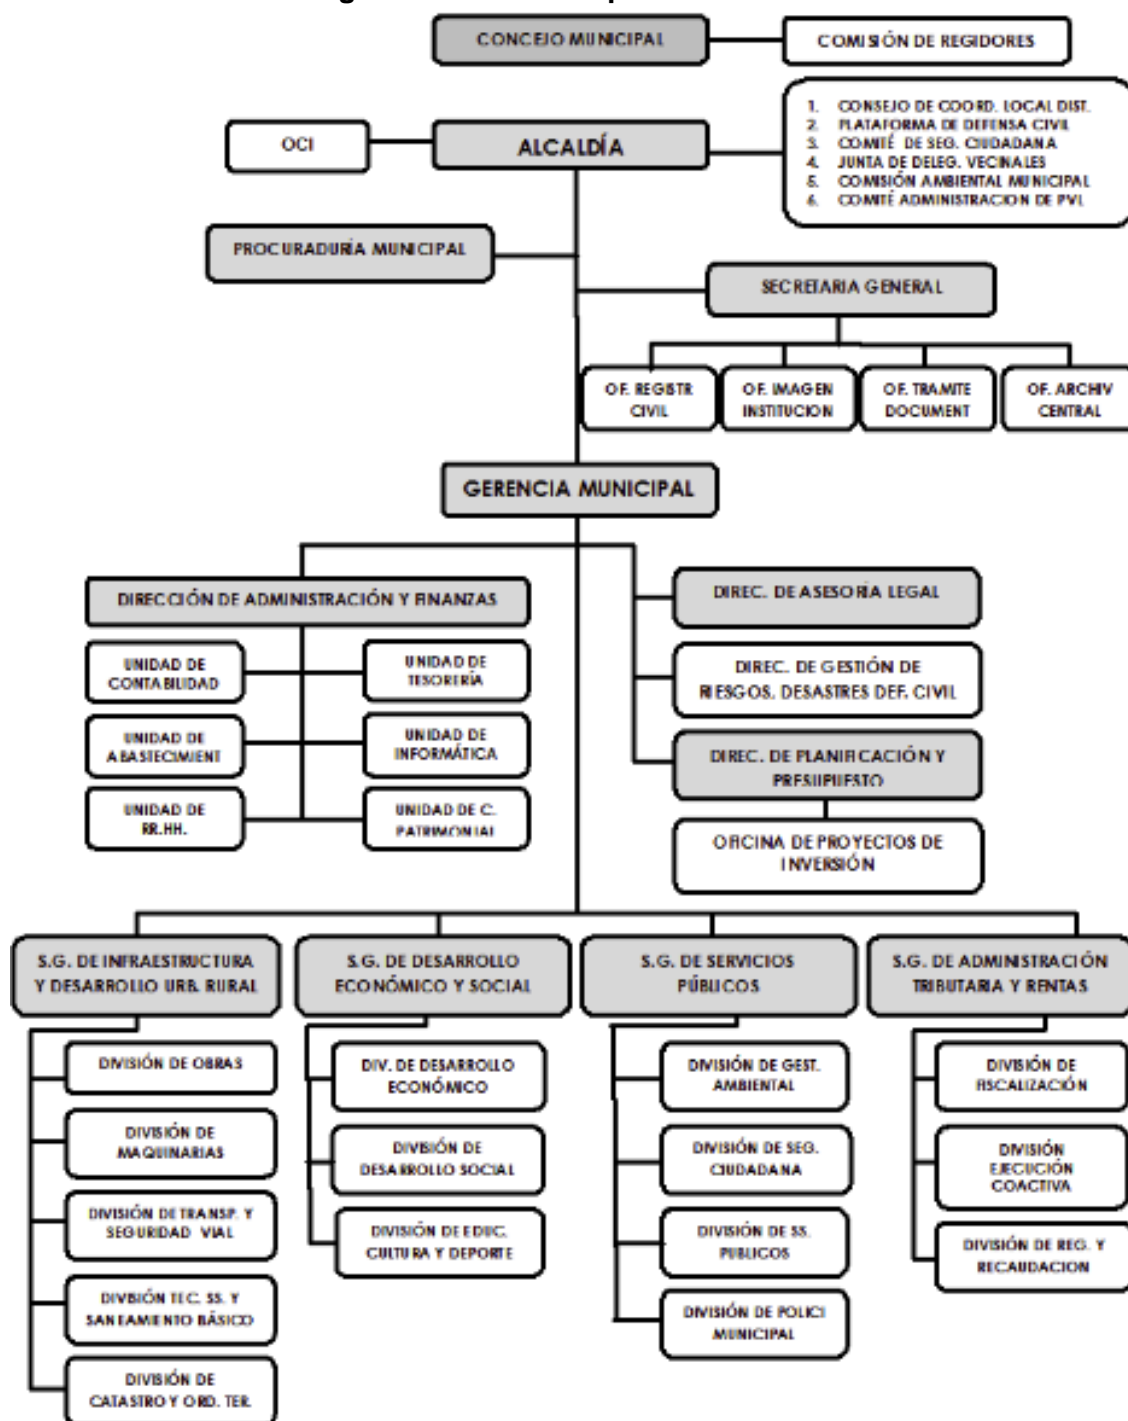 CONCEJO MUNICIPAL
COMISIÓN DE REGIDORES
OCI
ALCALDÍA
1. CONSEJO DE COORD. LOCAL DIST.
2. PLATAFORMA DE DEFENSA CIVIL
3. COMITÉ DE SEG. CIUDADANA
4. JUNTA DE DELEG. VECINALES
5. COMISIÓN AMBIENTAL MUNICIPAL
6. COMITÉ ADMINISTRACION DE PVL
PROCURADURÍA MUNICIPAL
SECRETARIA GENERAL
OF. REGISTR
CIVIL
OF. IMAGEN
INSTITUCION
OF. TRAMITE
DOCUMENT
OF. ARCHIV
CENTRAL
GERENCIA MUNICIPAL
DIRECCIÓN DE ADMINISTRACIÓN Y FINANZAS
UNIDAD DE
CONTABILIDAD
UNIDAD DE
TESORERÍA
UNIDAD DE
ABASTECIMIENT
UNIDAD DE
INFORMÁTICA
UNIDAD DE
RR.HH.
UNIDAD DE C.
PATRIMONIAL
DIREC. DE ASESORÍA LEGAL
DIREC. DE GESTIÓN DE
RIESGOS. DESASTRES DEF. CIVIL
DIREC. DE PLANIFICACIÓN Y
PRESUPUESTO
OFICINA DE PROYECTOS DE
INVERSIÓN
S.G. DE INFRAESTRUCTURA
Y DESARROLLO URB. RURAL
DIVISIÓN DE OBRAS
DIVISIÓN DE
MAQUINARIAS
DIVISIÓN DE TRANSP. Y
SEGURIDAD VIAL
DIVISIÓN TEC. SS. Y
SANEAMIENTO BÁSICO
DIVISIÓN DE
CATASTRO Y ORD. TER.
S.G. DE DESARROLLO
ECONÓMICO Y SOCIAL
DIV. DE DESARROLLO
ECONÓMICO
DIVISIÓN DE
DESARROLLO SOCIAL
DIVISIÓN DE EDUC.
CULTURA Y DEPORTE
S.G. DE SERVICIOS
PÚBLICOS
DIVISIÓN DE GEST.
AMBIENTAL
DIVISIÓN DE SEG.
CIUDADANA
DIVISIÓN DE SS.
PUBLICOS
DIVISIÓN DE POLICI
MUNICIPAL
S.G. DE ADMINISTRACIÓN
TRIBUTARIA Y RENTAS
DIVISIÓN DE
FISCALIZACIÓN
DIVISIÓN
EJECUCIÓN
COACTIVA
DIVISIÓN DE REG. Y
RECAUDACION